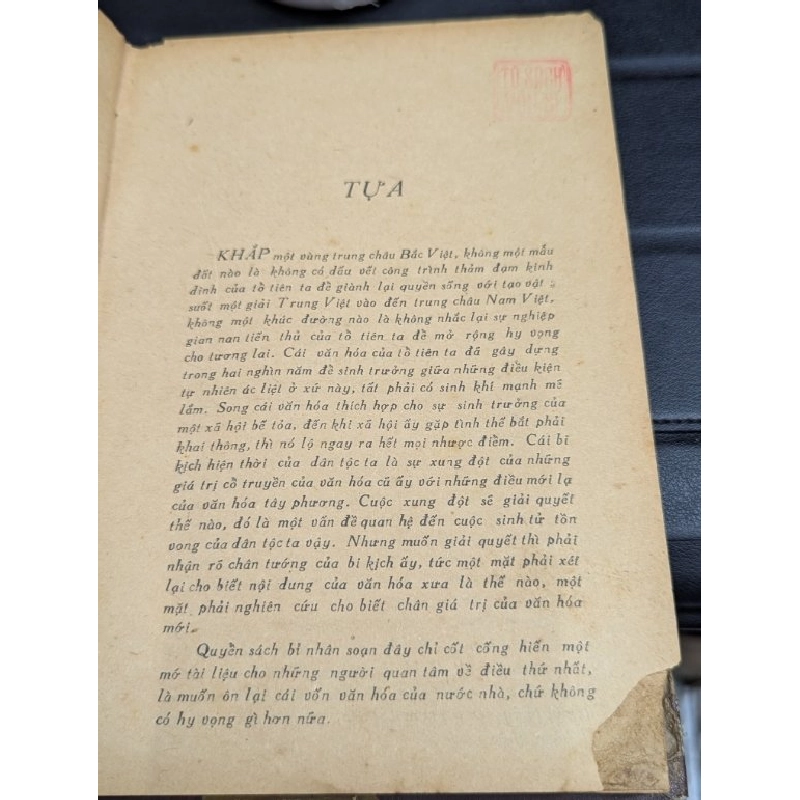 TỰA
KHẮP một vùng trung châu Bắc Việt, không một mẫu
đất nào là không có dấu vết công trình thảm đạm kinh
dinh của tổ tiên ta để giành lại quyền sống với tạo vật ;
suốt một giải Trung Việt vào đến trung châu Nam Việt,
không một khúc đường nào là không nhắc lại sự nghiệp
gian nan tiến thủ của tổ tiên ta để mở rộng hy vọng
cho tương lai. Cái văn hóa của tổ tiên ta đã gây dựng
trong hai nghìn năm để sinh trưởng giữa những điều kiện
tự nhiên ác liệt ở xứ này, tất phải có sinh khí mạnh mẽ
lắm. Song cái văn hóa thích hợp cho sự sinh trưởng của
một xã hội bế tỏa, đến khi xã hội ấy gặp tình thế bắt phải
khai thông, thì nó lộ ngay ra hết mọi nhược điểm. Cái bi
kịch hiện thời của dân tộc ta là sự xung đột của những
giá trị cổ truyền của văn hóa cũ ấy với những điều mới lạ
của văn hóa tây phương. Cuộc xung đột sẽ giải quyết
thế nào, đó là một vấn đề quan hệ đến cuộc sinh tử tồn
vong của dân tộc ta vậy. Nhưng muốn giải quyết thì phải
nhận rõ chân tướng của bi kịch ấy, tức một mặt phải xét
lại cho biết nội dung của văn hóa xưa là thế nào, một
mặt phải nghiên cứu cho biết chân giá trị của văn hóa
mới.
Quyển sách bỉ nhân soạn đây chỉ cốt cống hiến một
mớ tài liệu cho những người quan tâm về điều thứ nhất,
là muốn ôn lại cái vốn văn hóa của nước nhà, chứ không
có hy vọng gì hơn nữa.